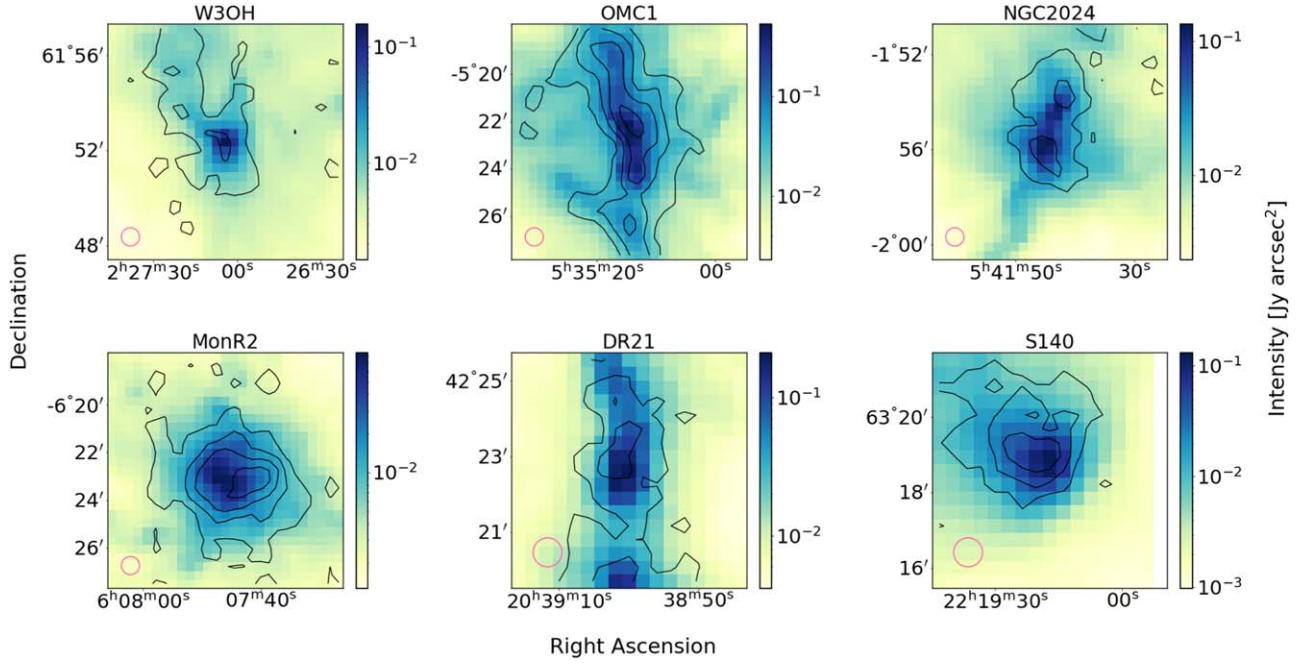 W3OH
OMC1
NGC2024
61°56′
52′
48′
2ʰ27ᵐ30ˢ 00ˢ 26ᵐ30ˢ
10⁻¹
10⁻²
-5°20′
22′
24′
26′
5ʰ35ᵐ20ˢ 00ˢ
10⁻¹
10⁻²
-1°52′
56′
-2°00′
5ʰ41ᵐ50ˢ 30ˢ
10⁻¹
10⁻²
Declination
Intensity [Jy arcsec²]
MonR2
DR21
S140
-6°20′
22′
24′
26′
6ʰ08ᵐ00ˢ 07ᵐ40ˢ
10⁻²
42°25′
23′
21′
20ʰ39ᵐ10ˢ 38ᵐ50ˢ
10⁻¹
10⁻²
63°20′
18′
16′
22ʰ19ᵐ30ˢ 00ˢ
10⁻¹
10⁻²
10⁻³
Right Ascension